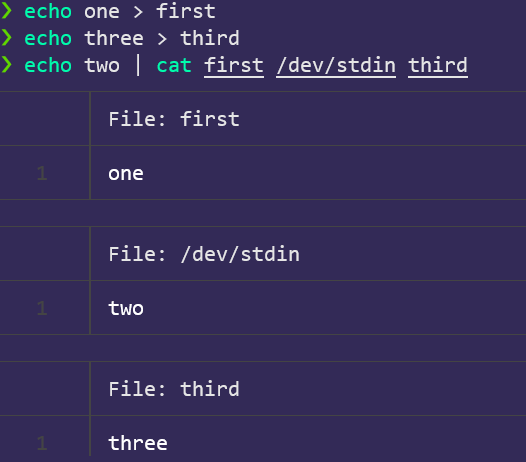 ❯ echo one > first
❯ echo three > third
❯ echo two | cat first /dev/stdin third
File: first
1 one
File: /dev/stdin
1 two
File: third
1 three